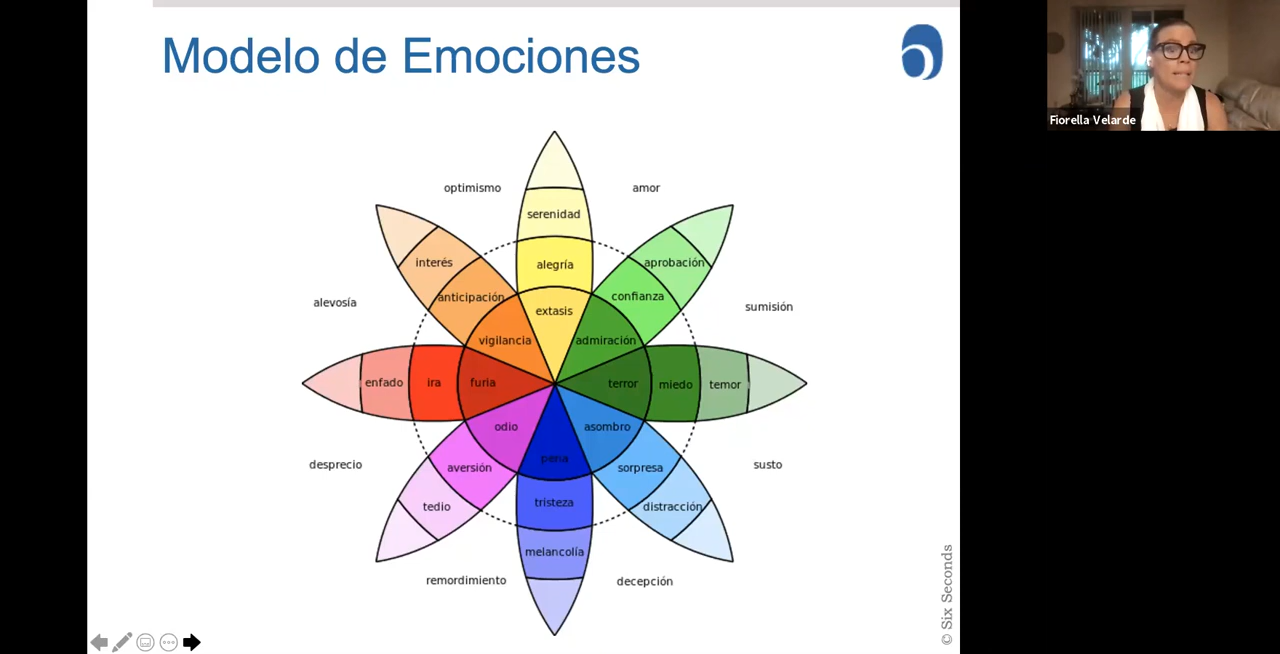 Modelo de Emociones
Fiorella Velarde
optimismo
amor
serenidad
interés
aprobación
alegría
anticipación
confianza
alevosía
extasis
sumisión
vigilancia
admiración
enfado
ira
furia
terror
miedo
temor
odio
asombro
pena
desprecio
aversión
sorpresa
susto
tedio
tristeza
distracción
melancolía
remordimiento
decepción
© Six Seconds